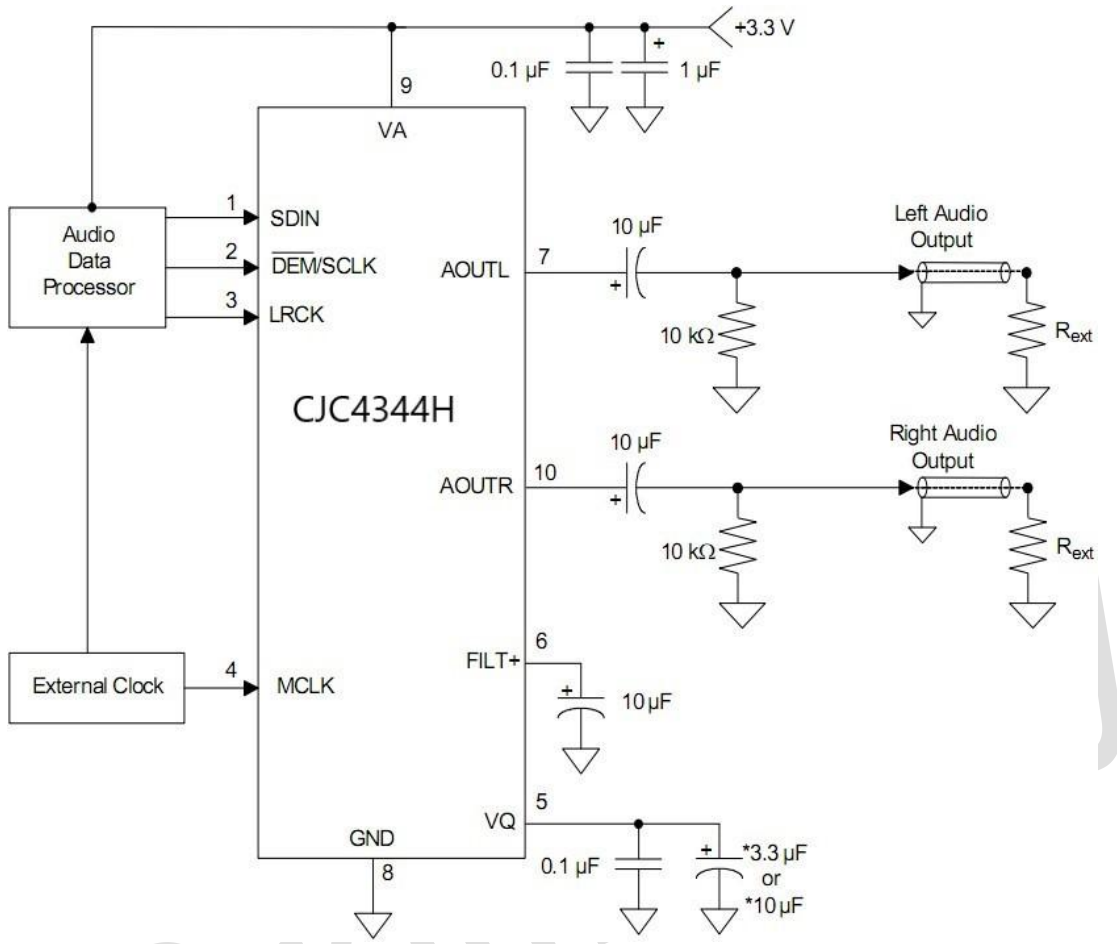 +3.3 V
0.1 µF
+
1 µF
9
VA
Audio
Data
Processor
1
SDIN
2
DEM/SCLK
3
LRCK
AOUTL
7
10 µF
+
10 kΩ
Left Audio
Output
Rext
CJC4344H
AOUTR
10
10 µF
+
10 kΩ
Right Audio
Output
Rext
External Clock
4
MCLK
FILT+
6
+
10 µF
VQ
5
0.1 µF
+
*3.3 µF
or
*10 µF
GND
8